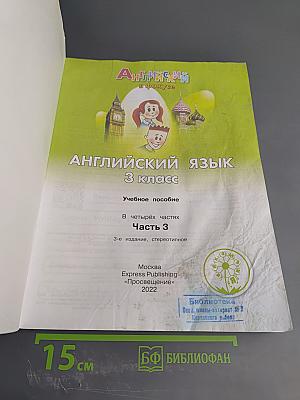 Английский
в фокусе
АНГЛИЙСКИЙ ЯЗЫК
3 класс
Учебное пособие
В четырёх частях
Часть 3
3-е издание, стереотипное
Москва
Express Publishing
«Просвещение»
2022
Библиотека
15 см
БФ БИБЛИОФАН